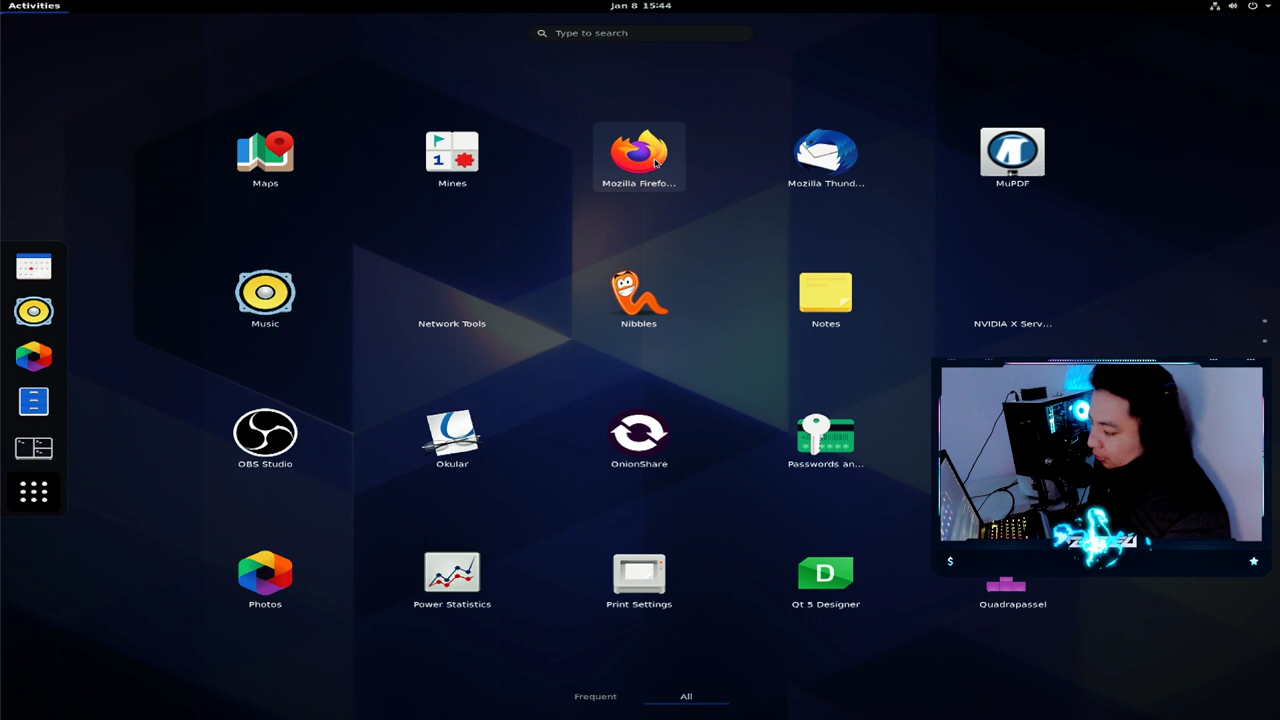 Activities
Jan 8 15:44
Type to search
Maps
Mines
Mozilla Firefo...
Mozilla Thund...
MuPDF
Music
Network Tools
Nibbles
Notes
NVIDIA X Serv...
OBS Studio
Okular
OnionShare
Passwords an...
Photos
Power Statistics
Print Settings
Qt 5 Designer
Quadrapassel
Frequent
All